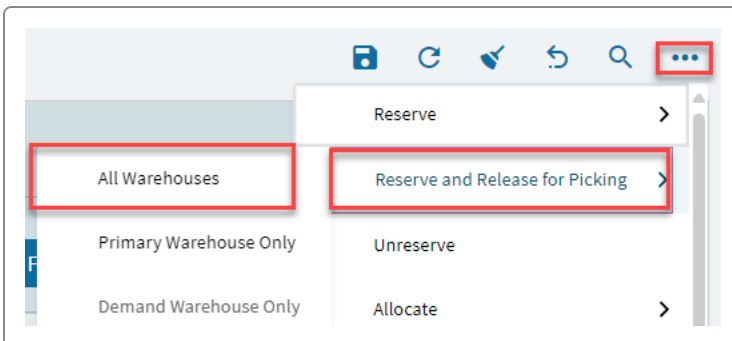 Reserve
All Warehouses
Reserve and Release for Picking
Primary Warehouse Only
Unreserve
F
Demand Warehouse Only
Allocate